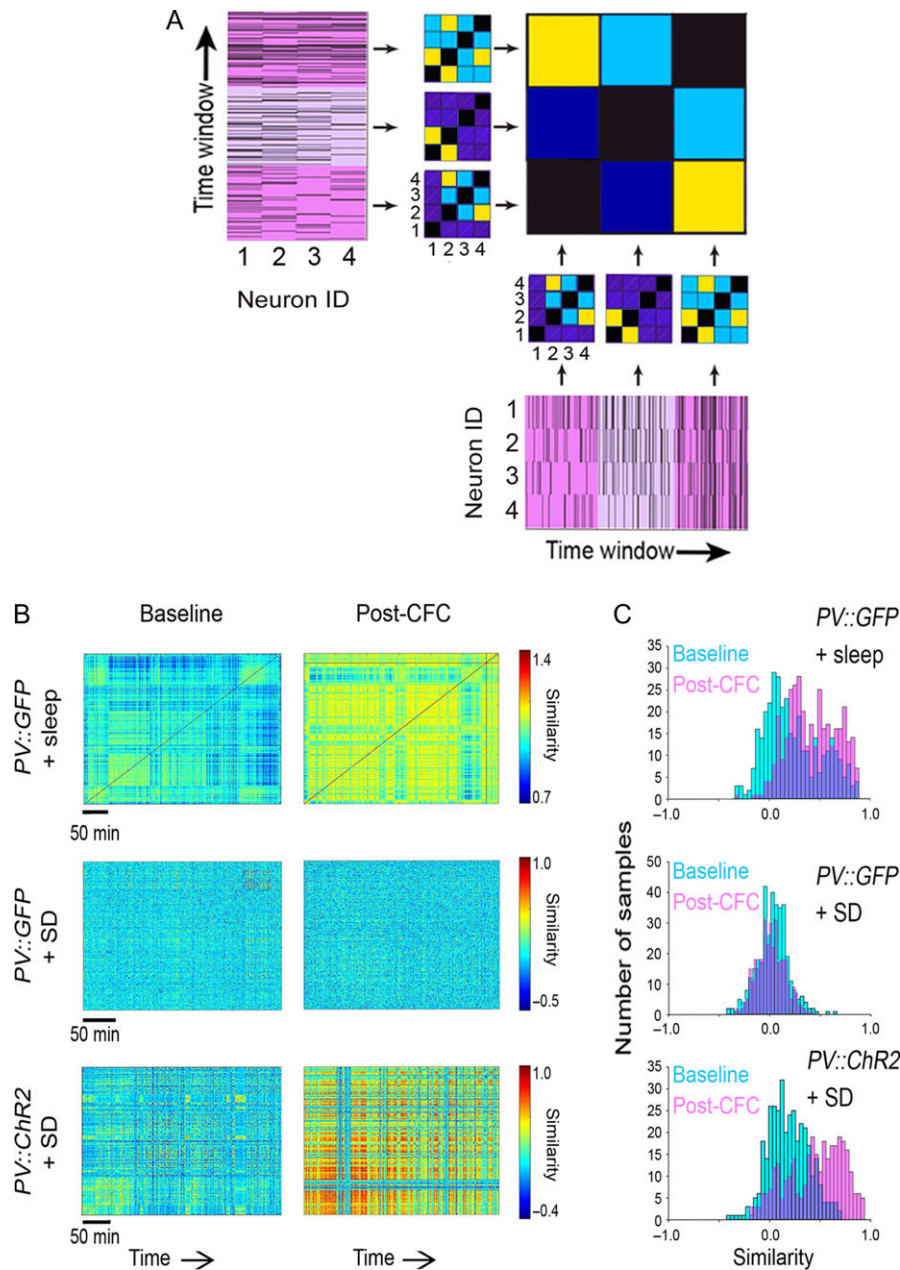 A
Time window
4
3
2
1
1 2 3 4
1 2 3 4
Neuron ID
4
3
2
1
1 2 3 4
Neuron ID
1
2
3
4
Time window
B
Baseline
Post-CFC
PV::GFP
+ sleep
1.4
Similarity
0.7
50 min
PV::GFP
+ SD
1.0
Similarity
−0.5
50 min
PV::ChR2
+ SD
1.0
Similarity
−0.4
50 min
Time
Time
C
PV::GFP
+ sleep
Baseline
Post-CFC
35
30
25
20
15
10
5
0
−1.0 0.0 1.0
Number of samples
PV::GFP
+ SD
Baseline
Post-CFC
50
40
30
20
10
0
−1.0 0.0 1.0
PV::ChR2
+ SD
Baseline
Post-CFC
35
30
25
20
15
10
5
0
−1.0 0.0 1.0
Similarity